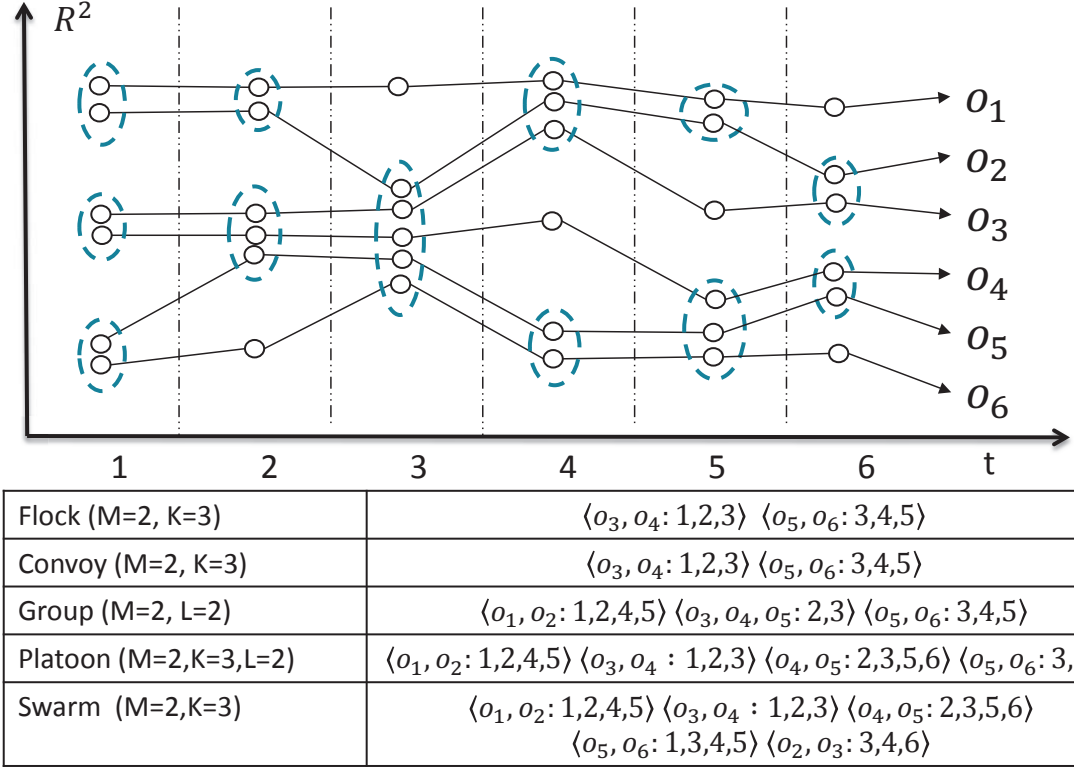 R²
o₁
o₂
o₃
o₄
o₅
o₆
1 2 3 4 5 6 t
Flock (M=2, K=3) ⟨o₃, o₄: 1,2,3⟩ ⟨o₅, o₆: 3,4,5⟩
Convoy (M=2, K=3) ⟨o₃, o₄: 1,2,3⟩ ⟨o₅, o₆: 3,4,5⟩
Group (M=2, L=2) ⟨o₁, o₂: 1,2,4,5⟩ ⟨o₃, o₄, o₅: 2,3⟩ ⟨o₅, o₆: 3,4,5⟩
Platoon (M=2,K=3,L=2) ⟨o₁, o₂: 1,2,4,5⟩ ⟨o₃, o₄ : 1,2,3⟩ ⟨o₄, o₅: 2,3,5,6⟩ ⟨o₅, o₆: 3,
Swarm (M=2,K=3) ⟨o₁, o₂: 1,2,4,5⟩ ⟨o₃, o₄ : 1,2,3⟩ ⟨o₄, o₅: 2,3,5,6⟩
⟨o₅, o₆: 1,3,4,5⟩ ⟨o₂, o₃: 3,4,6⟩